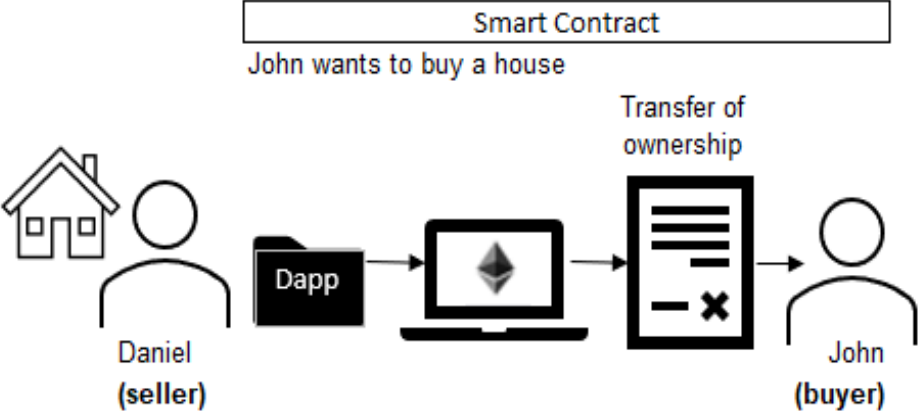 Smart Contract
John wants to buy a house
Transfer of
ownership
Dapp
Daniel
(seller)
John
(buyer)